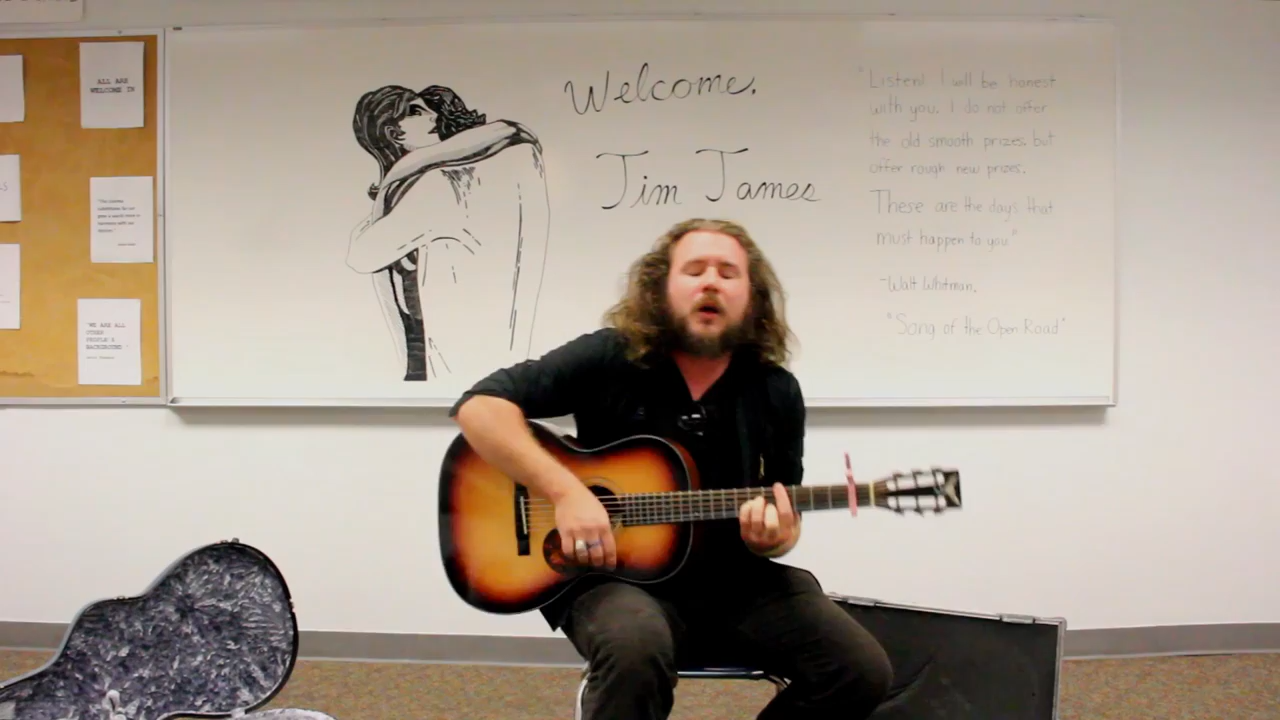 ALL ARE
WELCOME IN
"WE ARE ALL
OTHER
PEOPLE'S
BACKGROUND."
Welcome,
Jim James
"Listen! I will be honest
with you. I do not offer
the old smooth prizes, but
offer rough new prizes.
These are the days that
must happen to you"
-Walt Whitman,
"Song of the Open Road"